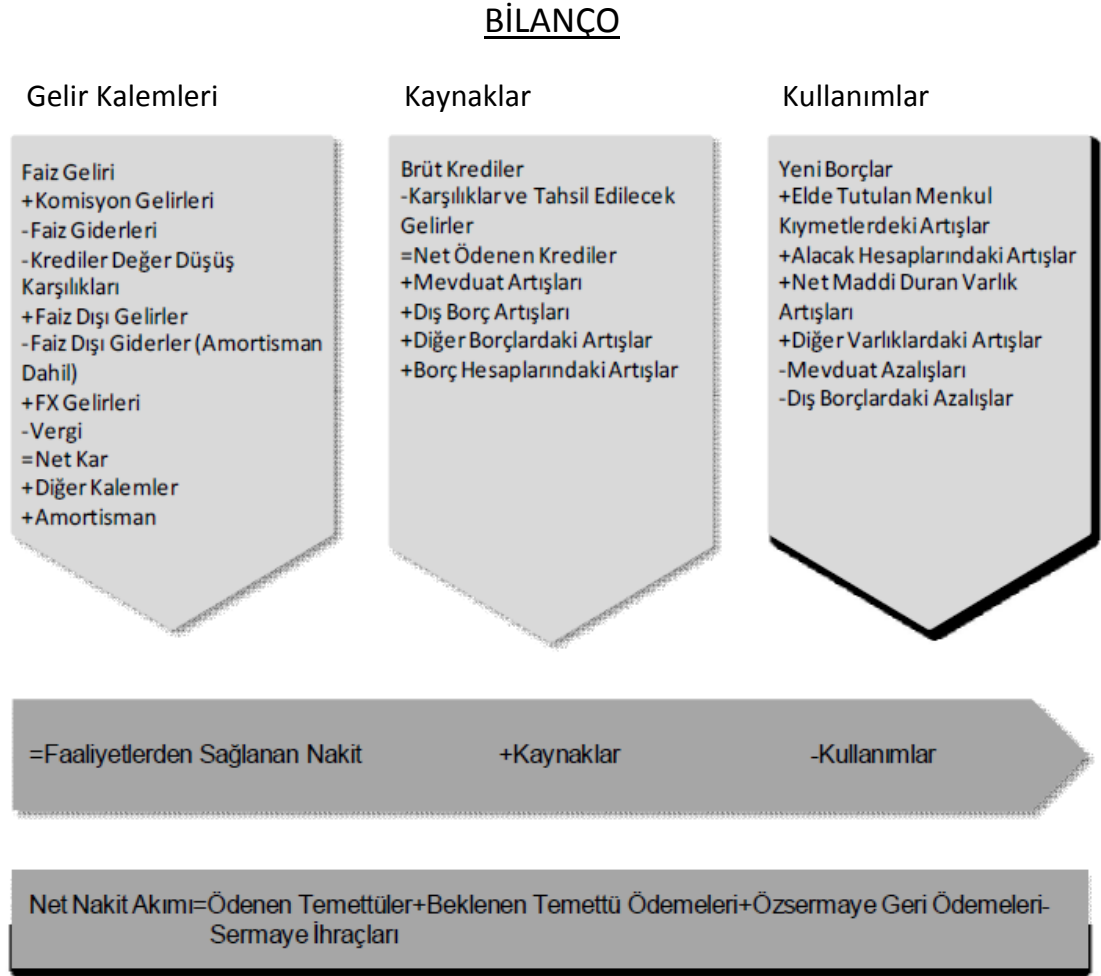 BİLANÇO
Gelir Kalemleri
Faiz Geliri
+Komisyon Gelirleri
-Faiz Giderleri
-Krediler Değer Düşüş
Karşılıkları
+Faiz Dışı Gelirler
-Faiz Dışı Giderler (Amortisman
Dahil)
+FX Gelirleri
-Vergi
=Net Kar
+Diğer Kalemler
+Amortisman
Kaynaklar
Brüt Krediler
-Karşılıklar ve Tahsil Edilecek
Gelirler
=Net Ödenen Krediler
+Mevduat Artışları
+Dış Borç Artışları
+Diğer Borçlardaki Artışlar
+Borç Hesaplarındaki Artışlar
Kullanımlar
Yeni Borçlar
+Elde Tutulan Menkul
Kıymetlerdeki Artışlar
+Alacak Hesaplarındaki Artışlar
+Net Maddi Duran Varlık
Artışları
+Diğer Varlıklardaki Artışlar
-Mevduat Azalışları
-Dış Borçlardaki Azalışlar
=Faaliyetlerden Sağlanan Nakit +Kaynaklar -Kullanımlar
Net Nakit Akımı=Ödenen Temettüler+Beklenen Temettü Ödemeleri+Özsermaye Geri Ödemeleri-
Sermaye İhraçları